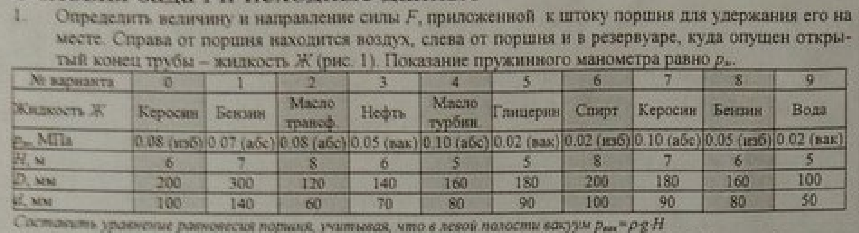 1. Определить величину и направление силы F, приложенной к штоку поршня для удержания его на
месте. Справа от поршня находится воздух, слева от поршня и в резервуаре, куда опущен откры-
тый конец трубы – жидкость Ж (рис. 1). Показание пружинного манометра равно pм.
№ варианта 0 1 2 3 4 5 6 7 8 9
Жидкость Ж Керосин Бензин Масло трансф. Нефть Масло турбин. Глицерин Спирт Керосин Бензин Вода
pм, МПа 0.08 (изб) 0.07 (абс) 0.08 (абс) 0.05 (вак) 0.10 (абс) 0.02 (вак) 0.02 (изб) 0.10 (абс) 0.05 (изб) 0.02 (вак)
H, м 6 7 8 6 5 5 8 7 6 5
D, мм 200 300 120 140 160 180 200 180 160 100
d, мм 100 140 60 70 80 90 100 90 80 50
Составить уравнение равновесия поршня, учитывая, что в левой полости вакуум pвак=ρ·g·H